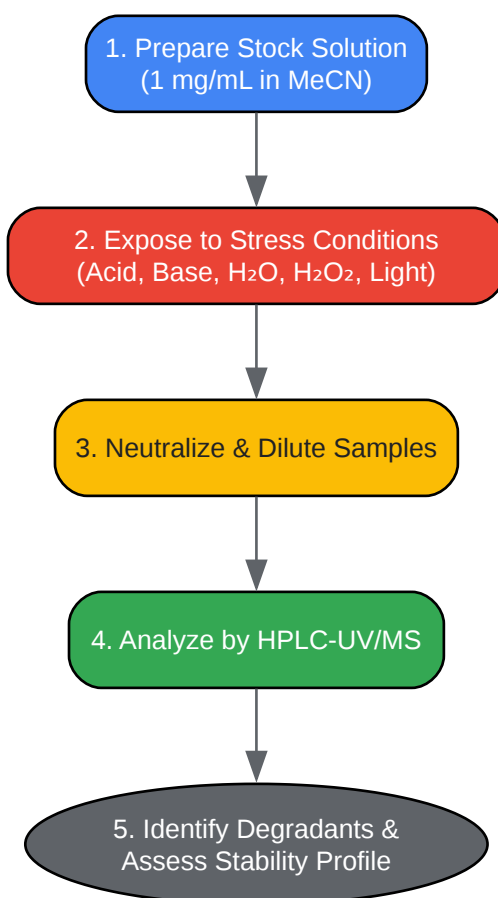 1. Prepare Stock Solution
(1 mg/mL in MeCN)
2. Expose to Stress Conditions
(Acid, Base, H₂O, H₂O₂, Light)
3. Neutralize & Dilute Samples
4. Analyze by HPLC-UV/MS
5. Identify Degradants &
Assess Stability Profile